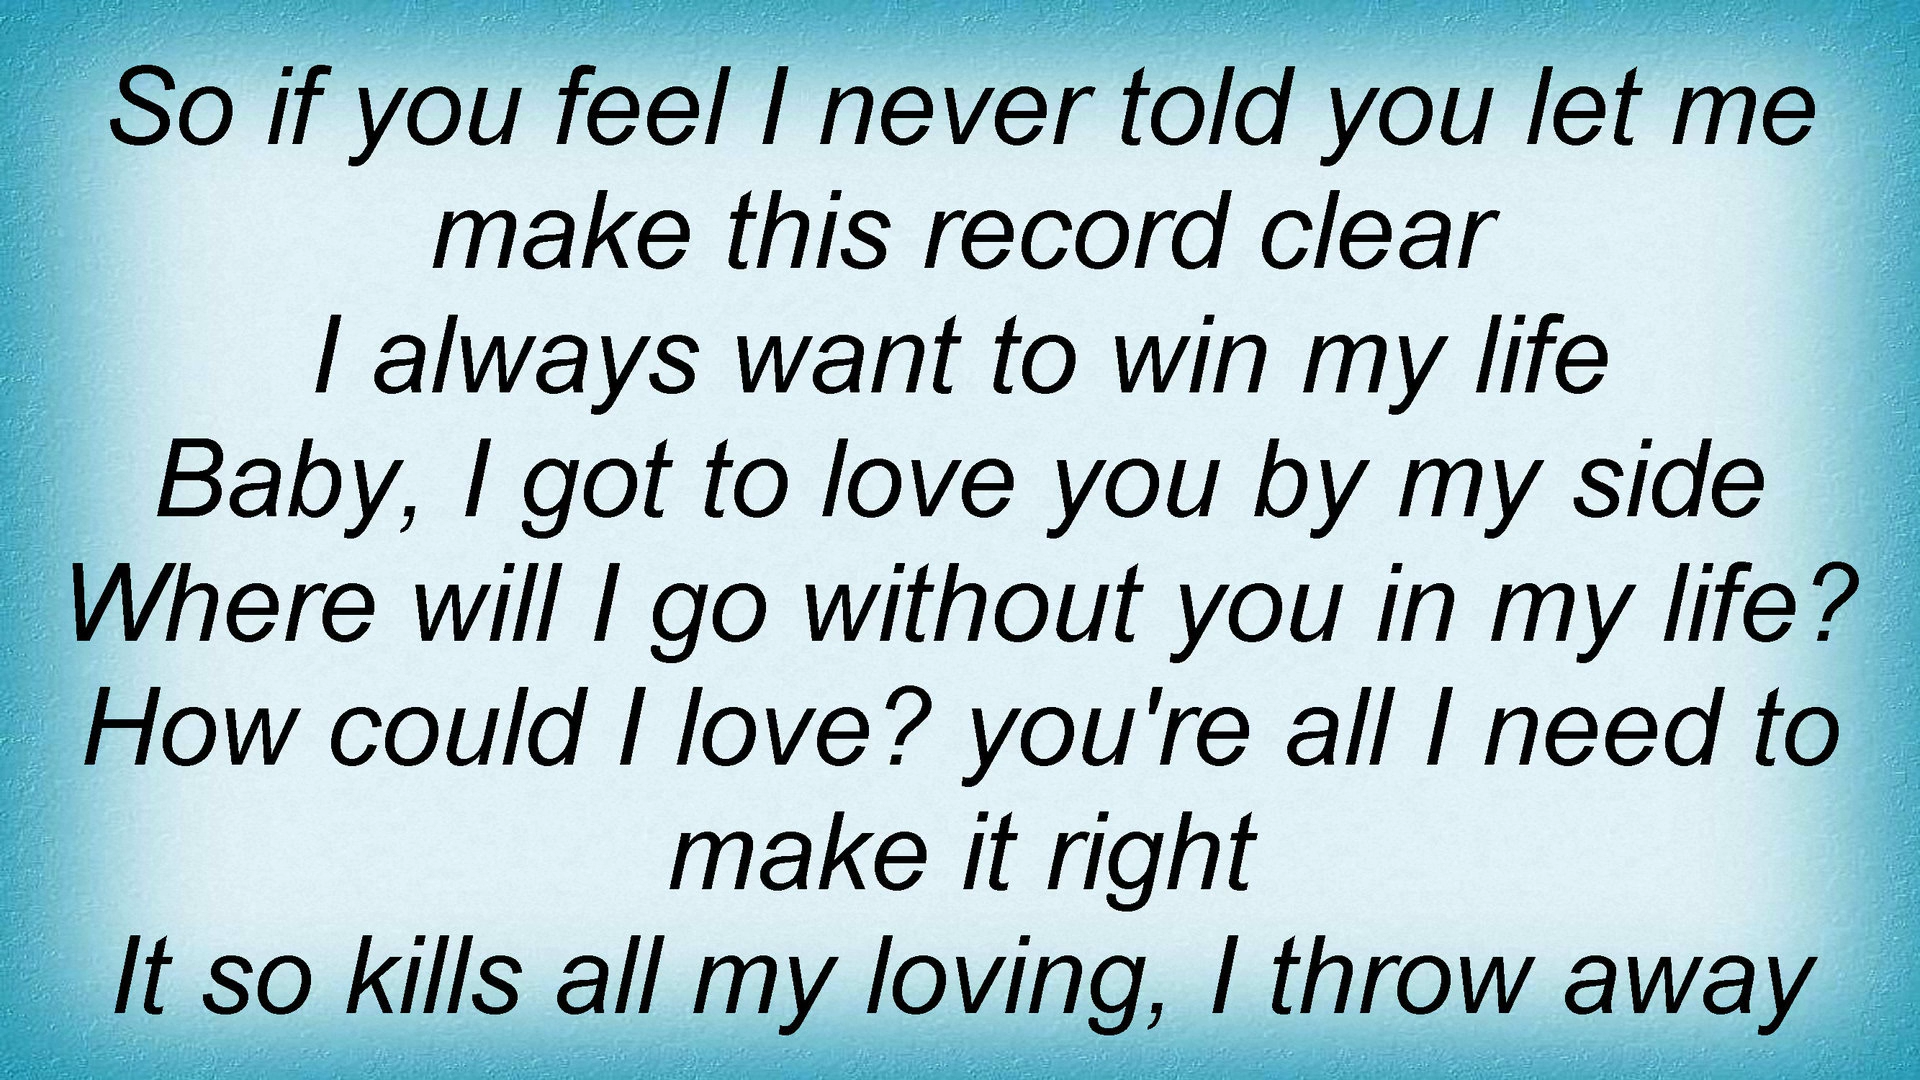 So if you feel I never told you let me
make this record clear
I always want to win my life
Baby, I got to love you by my side
Where will I go without you in my life?
How could I love? you're all I need to
make it right
It so kills all my loving, I throw away